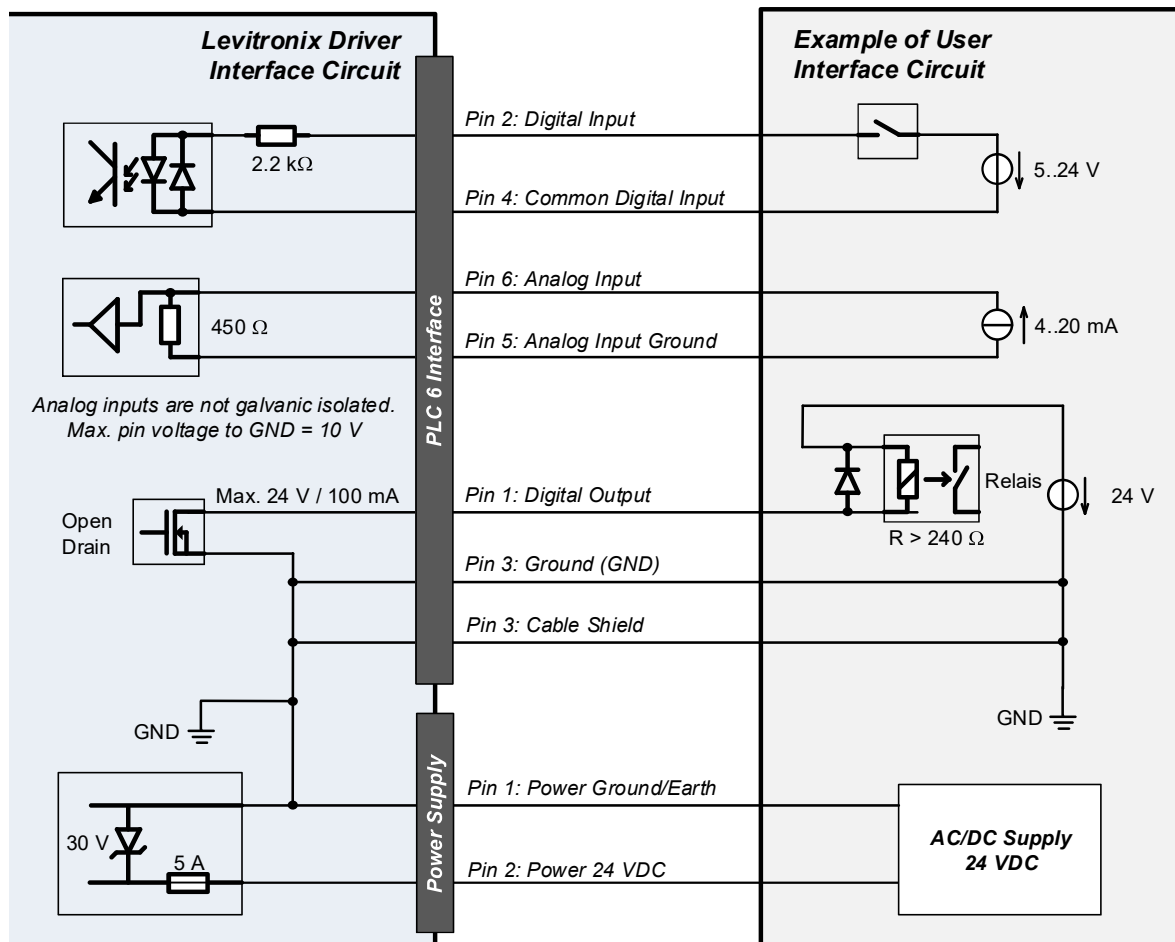 Levitronix Driver
Interface Circuit
Example of User
Interface Circuit
Pin 2: Digital Input
2.2 kΩ
5..24 V
Pin 4: Common Digital Input
Pin 6: Analog Input
450 Ω
4..20 mA
Pin 5: Analog Input Ground
PLC 6 Interface
Analog inputs are not galvanic isolated.
Max. pin voltage to GND = 10 V
Max. 24 V / 100 mA
Pin 1: Digital Output
Relais
24 V
Open
Drain
R > 240 Ω
Pin 3: Ground (GND)
Pin 3: Cable Shield
GND
GND
Power Supply
Pin 1: Power Ground/Earth
30 V
5 A
Pin 2: Power 24 VDC
AC/DC Supply
24 VDC